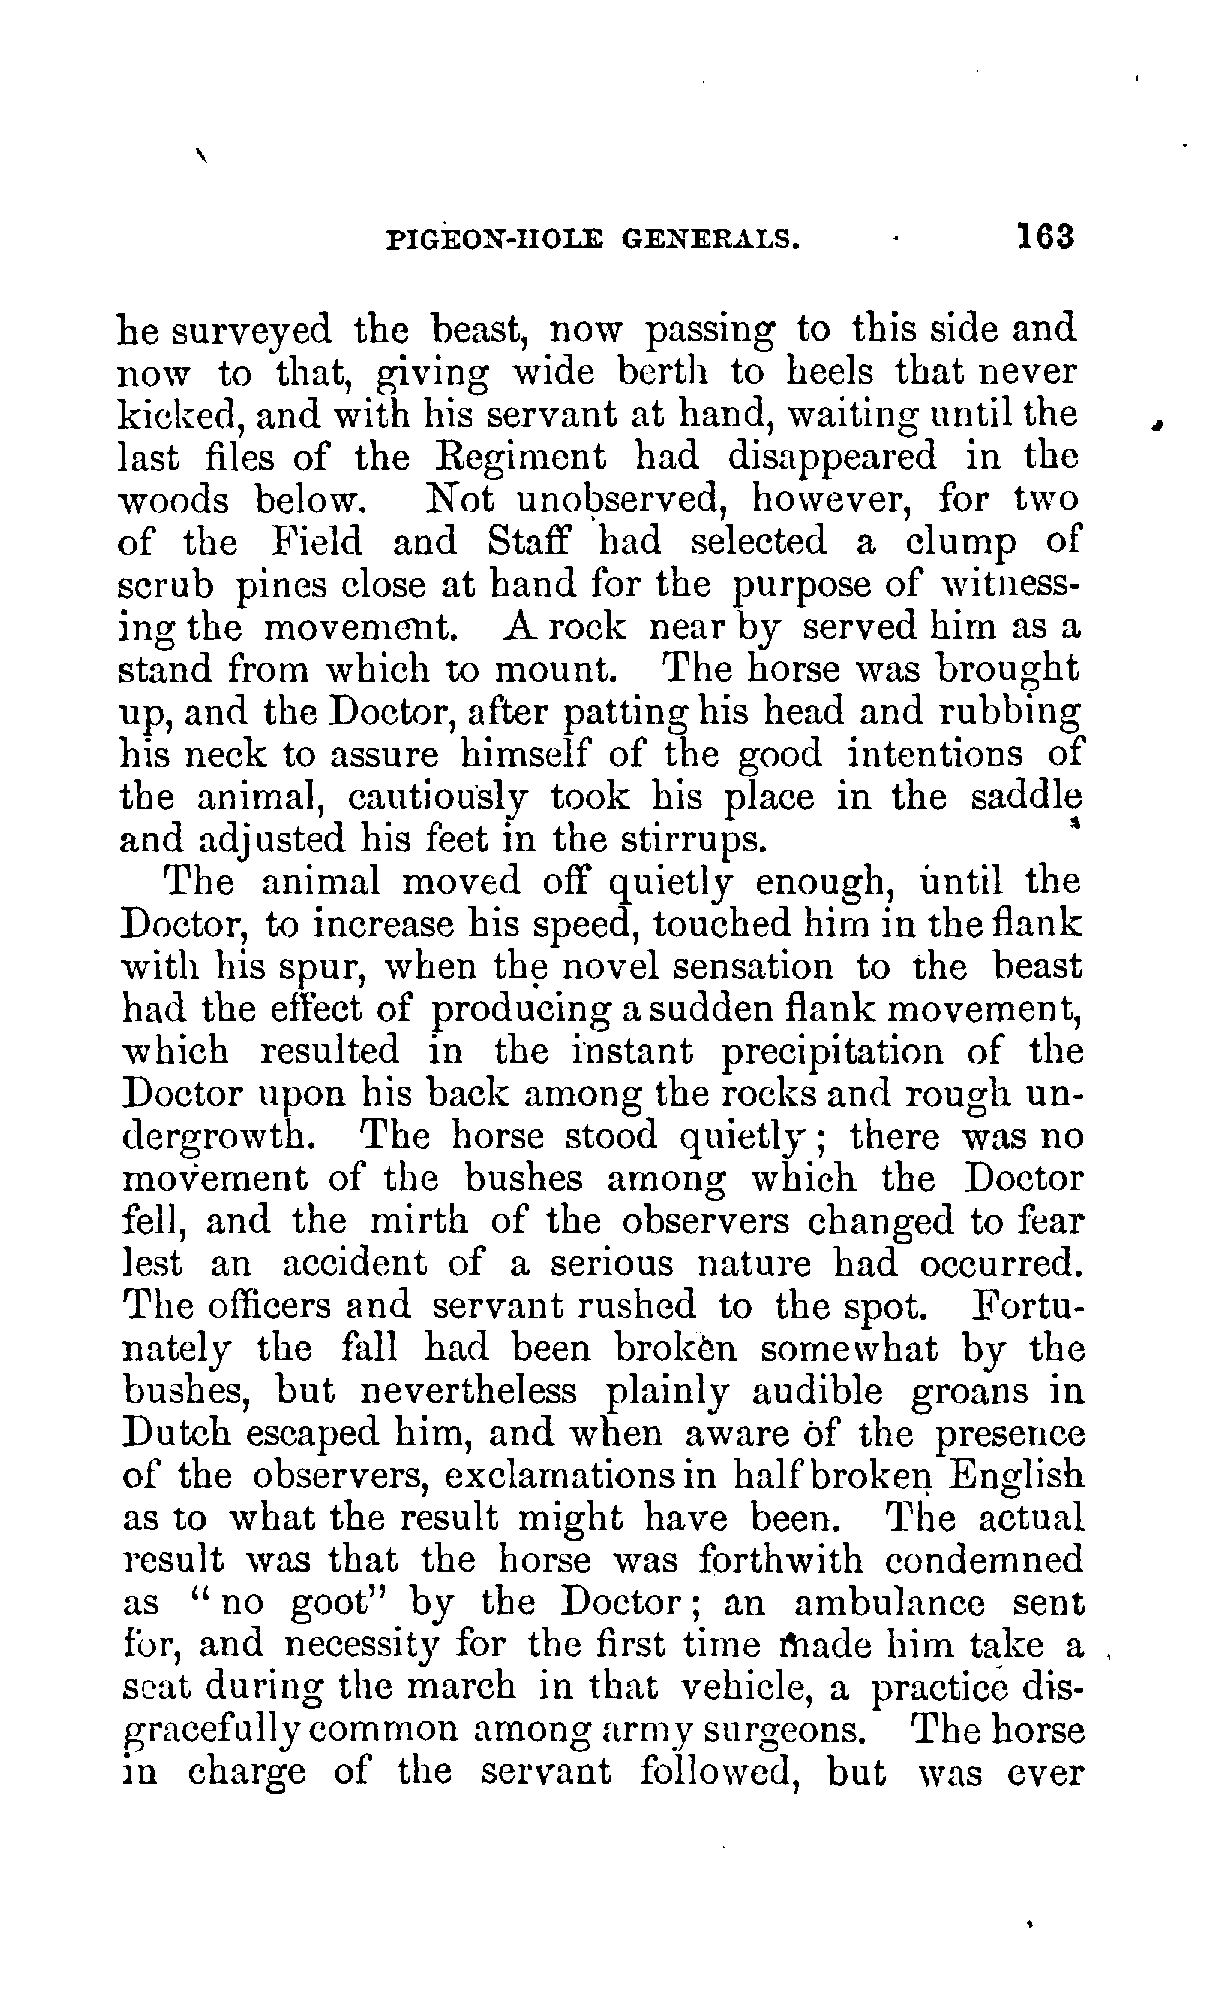 PIGEON-HOLE GENERALS. 163
he surveyed the beast, now passing to this side and
now to that, giving wide berth to heels that never
kicked, and with his servant at hand, waiting until the
last files of the Regiment had disappeared in the
woods below. Not unobserved, however, for two
of the Field and Staff had selected a clump of
scrub pines close at hand for the purpose of witness-
ing the movement. A rock near by served him as a
stand from which to mount. The horse was brought
up, and the Doctor, after patting his head and rubbing
his neck to assure himself of the good intentions of
the animal, cautiously took his place in the saddle
and adjusted his feet in the stirrups.
The animal moved off quietly enough, until the
Doctor, to increase his speed, touched him in the flank
with his spur, when the novel sensation to the beast
had the effect of producing a sudden flank movement,
which resulted in the instant precipitation of the
Doctor upon his back among the rocks and rough un-
dergrowth. The horse stood quietly; there was no
movement of the bushes among which the Doctor
fell, and the mirth of the observers changed to fear
lest an accident of a serious nature had occurred.
The officers and servant rushed to the spot. Fortu-
nately the fall had been broken somewhat by the
bushes, but nevertheless plainly audible groans in
Dutch escaped him, and when aware of the presence
of the observers, exclamations in half broken English
as to what the result might have been. The actual
result was that the horse was forthwith condemned
as "no goot" by the Doctor; an ambulance sent
for, and necessity for the first time made him take a
seat during the march in that vehicle, a practice dis-
gracefully common among army surgeons. The horse
in charge of the servant followed, but was ever